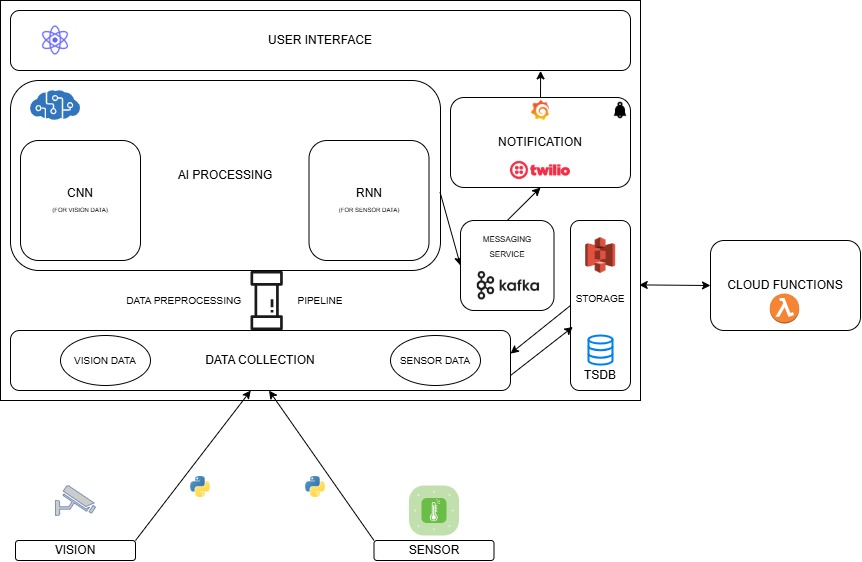 USER INTERFACE
NOTIFICATION
twilio
AI PROCESSING
CNN
(FOR VISION DATA)
RNN
(FOR SENSOR DATA)
MESSAGING
SERVICE
kafka
STORAGE
TSDB
CLOUD FUNCTIONS
DATA PREPROCESSING
PIPELINE
VISION DATA
DATA COLLECTION
SENSOR DATA
VISION
SENSOR